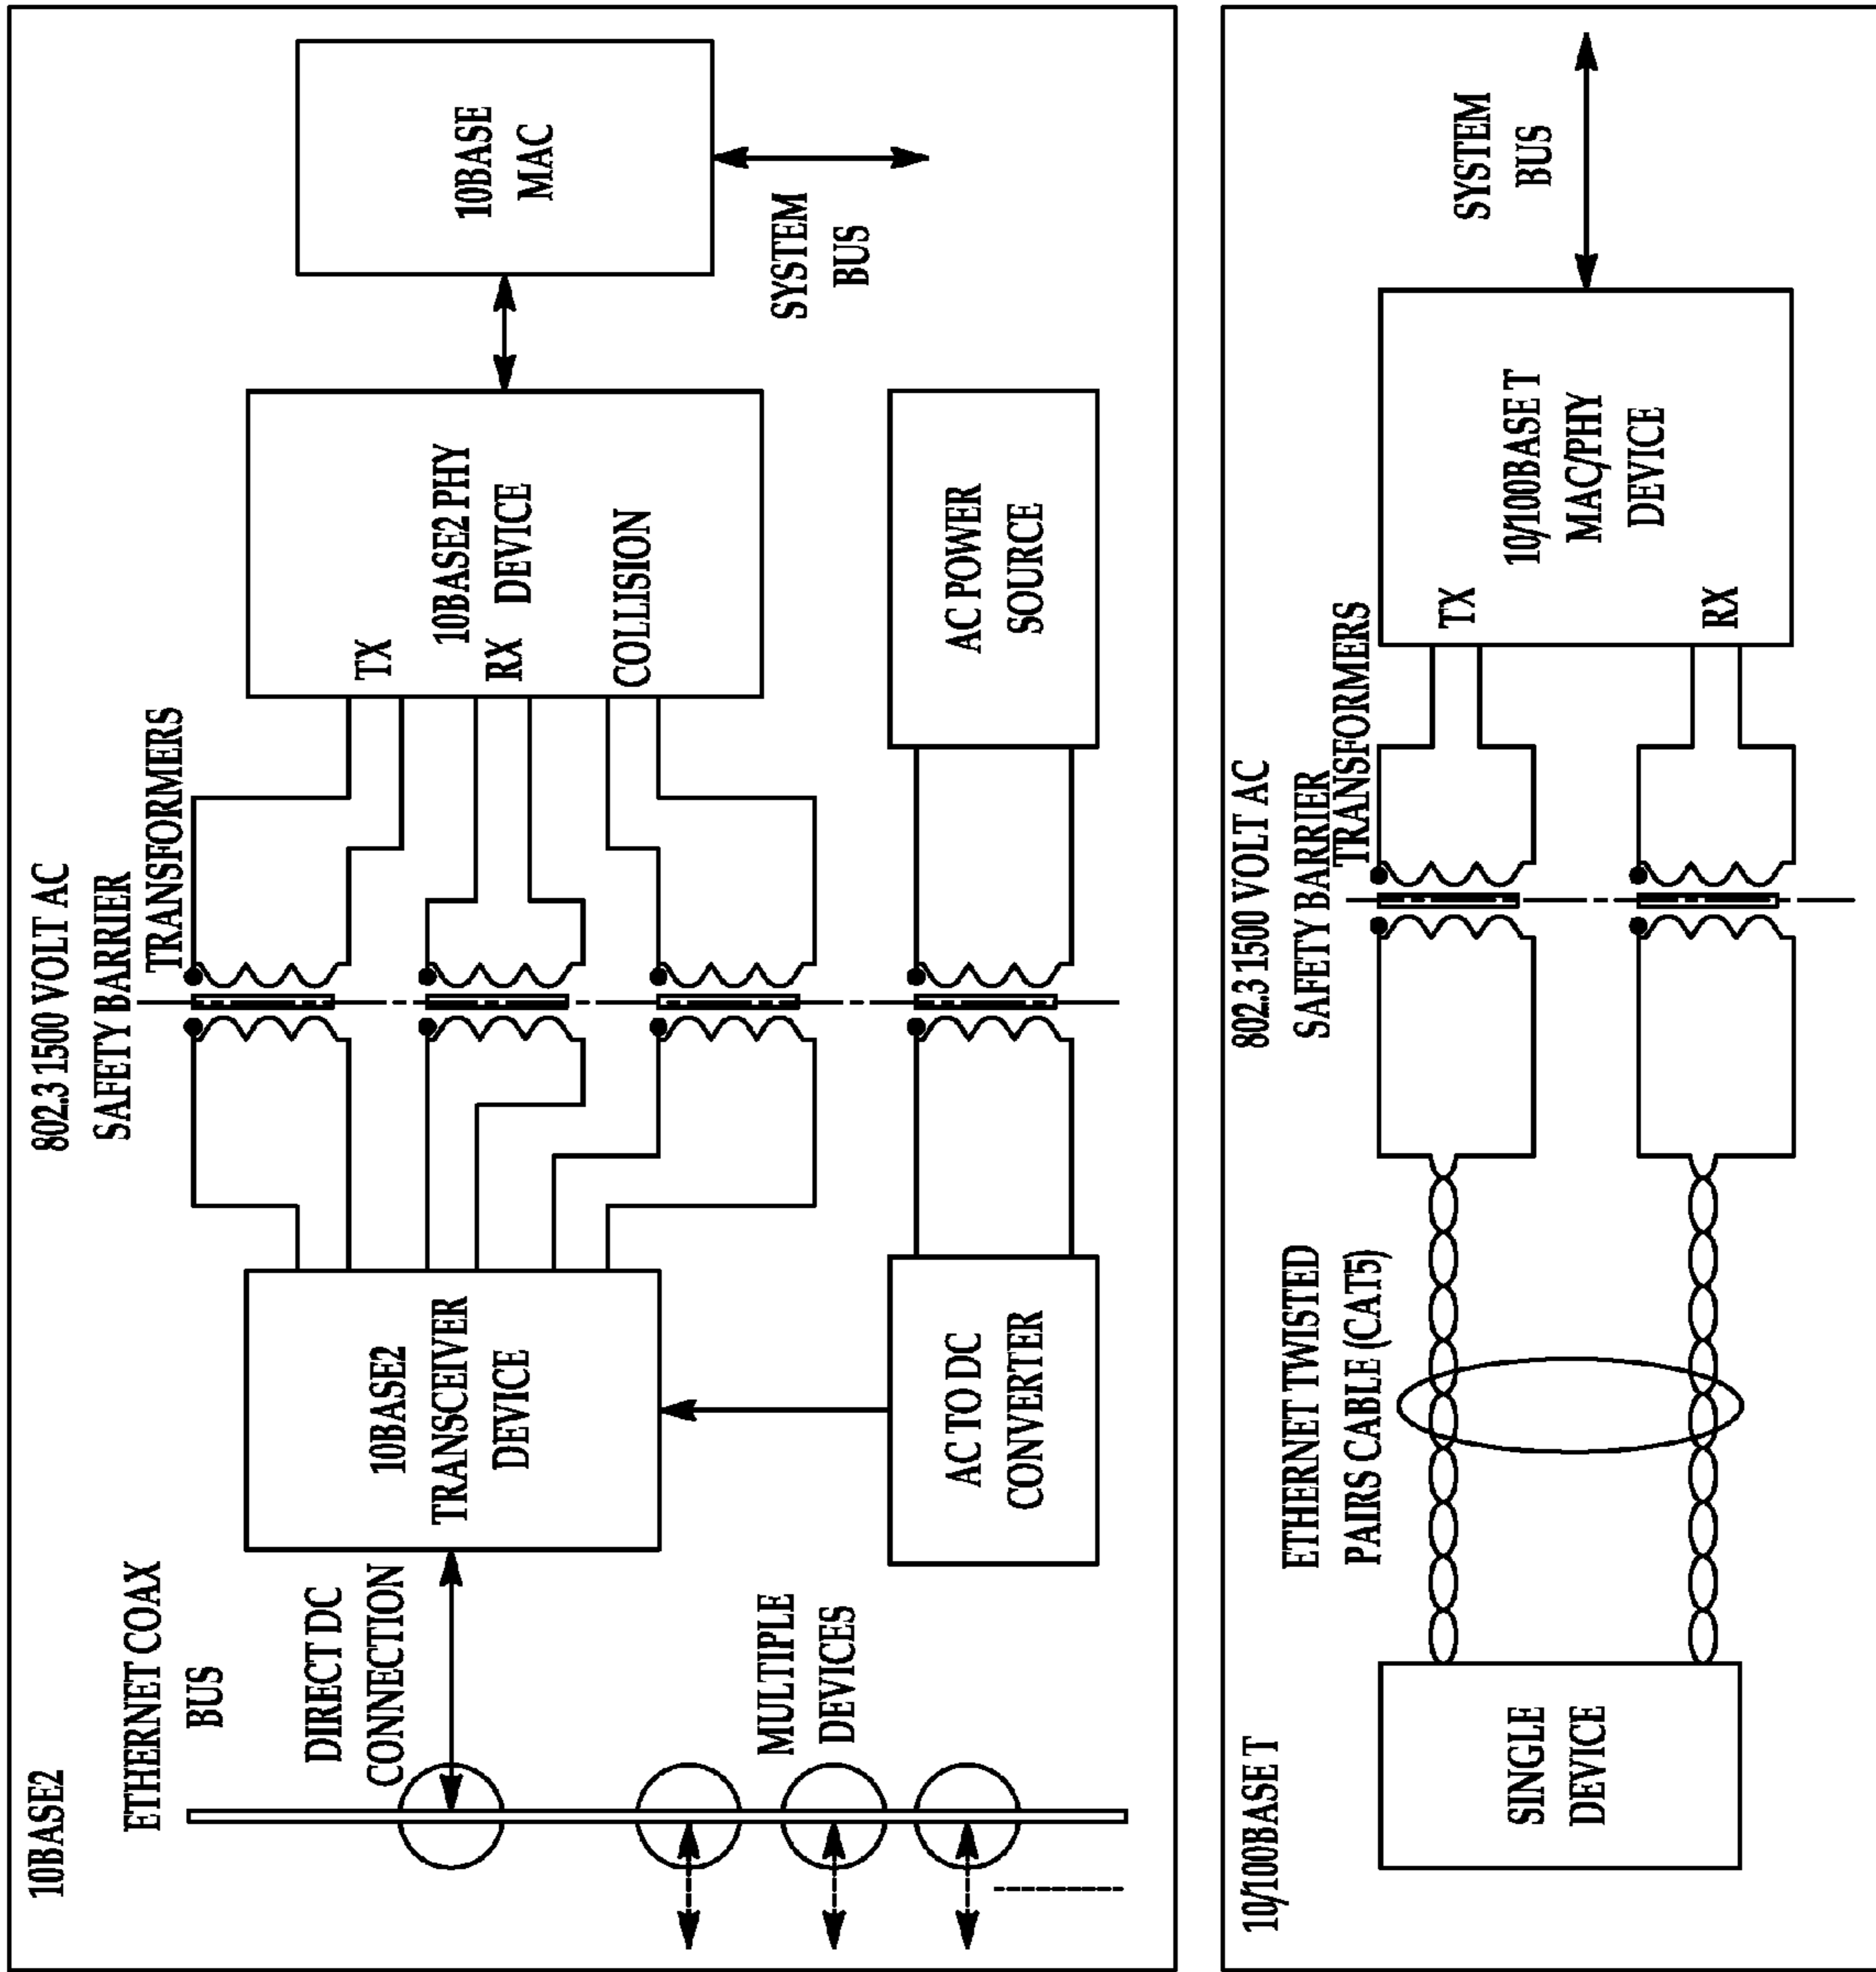 10BASE2
ETHERNET COAX
BUS
DIRECT DC
CONNECTION
MULTIPLE
DEVICES
10BASE2
TRANSCEIVER
DEVICE
AC TO DC
CONVERTER
802.3 1500 VOLT AC
SAFETY BARRIER
TRANSFORMERS
TX
10BASE2 PHY
RX DEVICE
COLLISION
AC POWER
SOURCE
10BASE
MAC
SYSTEM
BUS
10/100BASE T
SINGLE
DEVICE
ETHERNET TWISTED
PAIRS CABLE (CAT5)
802.3 1500 VOLT AC
SAFETY BARRIER
TRANSFORMERS
TX
10/100BASE T
MAC/PHY
DEVICE
RX
SYSTEM
BUS